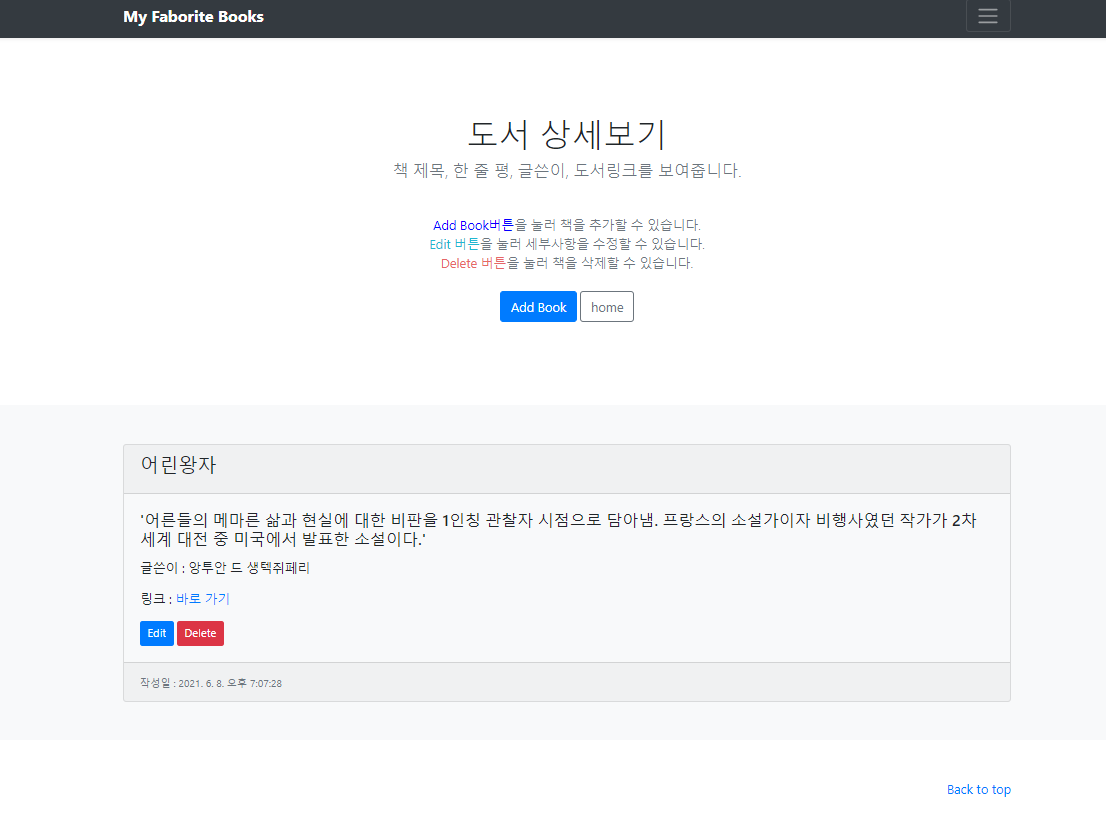 My Faborite Books
도서 상세보기
책 제목, 한 줄 평, 글쓴이, 도서링크를 보여줍니다.
Add Book버튼을 눌러 책을 추가할 수 있습니다.
Edit 버튼을 눌러 세부사항을 수정할 수 있습니다.
Delete 버튼을 눌러 책을 삭제할 수 있습니다.
Add Book home
어린왕자
'어른들의 메마른 삶과 현실에 대한 비판을 1인칭 관찰자 시점으로 담아냄. 프랑스의 소설가이자 비행사였던 작가가 2차
세계 대전 중 미국에서 발표한 소설이다.'
글쓴이 : 앙투안 드 생텍쥐페리
링크 : 바로 가기
Edit Delete
작성일 : 2021. 6. 8. 오후 7:07:28
Back to top